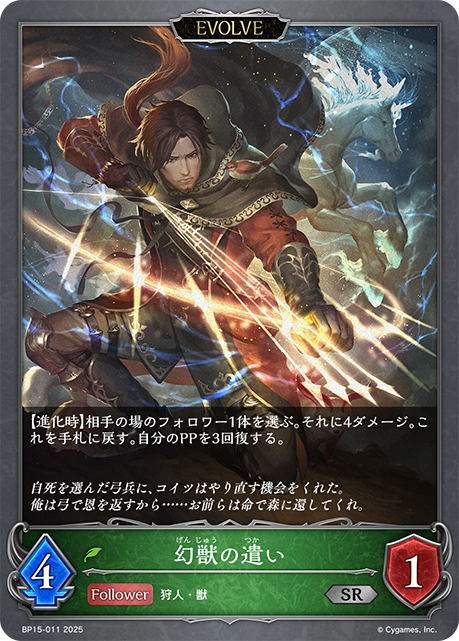 EVOLVE
【進化時】相手の場のフォロワー1体を選ぶ。それに4ダメージ。こ
れを手札に戻す。自分のPPを3回復する。
自死を選んだ弓兵に、コイツはやり直す機会をくれた。
俺は弓で恩を返すから……お前らは命で森に還してくれ。
げんじゅう つか
幻獣の遣い
4
Follower 狩人・獣
SR
1
BP15-011 2025
© Cygames, Inc.